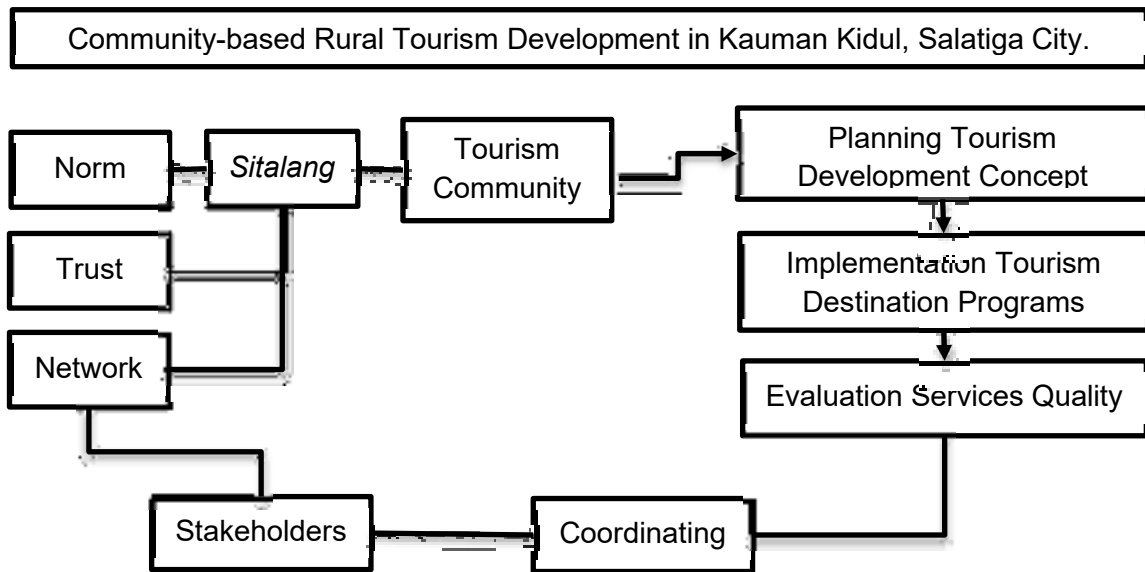 Community-based Rural Tourism Development in Kauman Kidul, Salatiga City.
Norm
Sitalang
Tourism
Community
Planning Tourism
Development Concept
Trust
Implementation Tourism
Destination Programs
Network
Evaluation Services Quality
Stakeholders
Coordinating